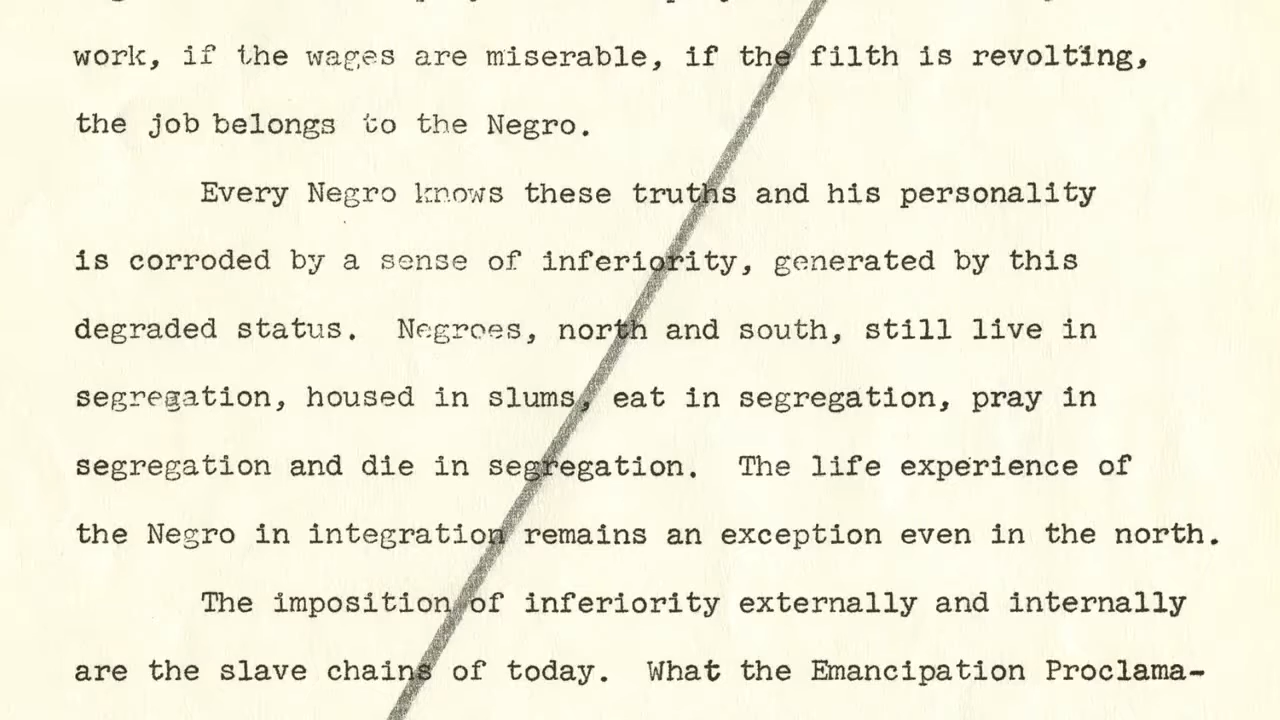 work, if the wages are miserable, if the filth is revolting,
the job belongs to the Negro.
Every Negro knows these truths and his personality
is corroded by a sense of inferiority, generated by this
degraded status. Negroes, north and south, still live in
segregation, housed in slums, eat in segregation, pray in
segregation and die in segregation. The life experience of
the Negro in integration remains an exception even in the north.
The imposition of inferiority externally and internally
are the slave chains of today. What the Emancipation Proclama-